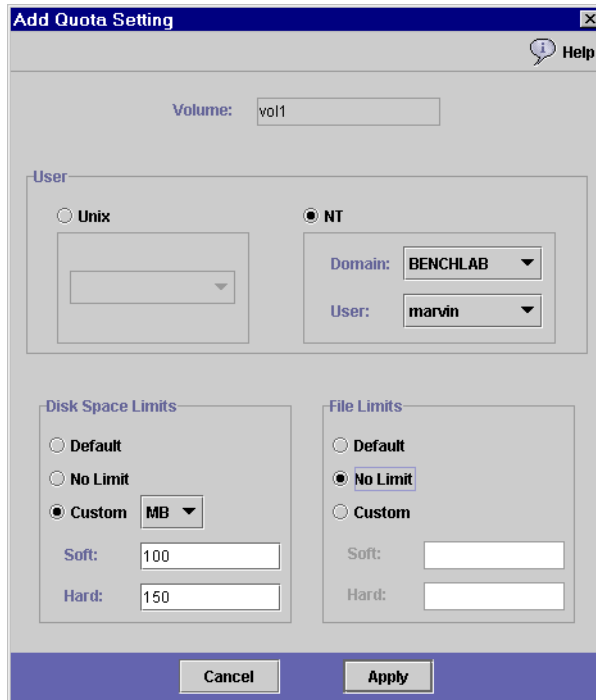 Add Quota Setting
Help
Volume: vol1
User
Unix
NT
Domain: BENCHLAB
User: marvin
Disk Space Limits
Default
No Limit
Custom MB
Soft: 100
Hard: 150
File Limits
Default
No Limit
Custom
Soft:
Hard:
Cancel Apply